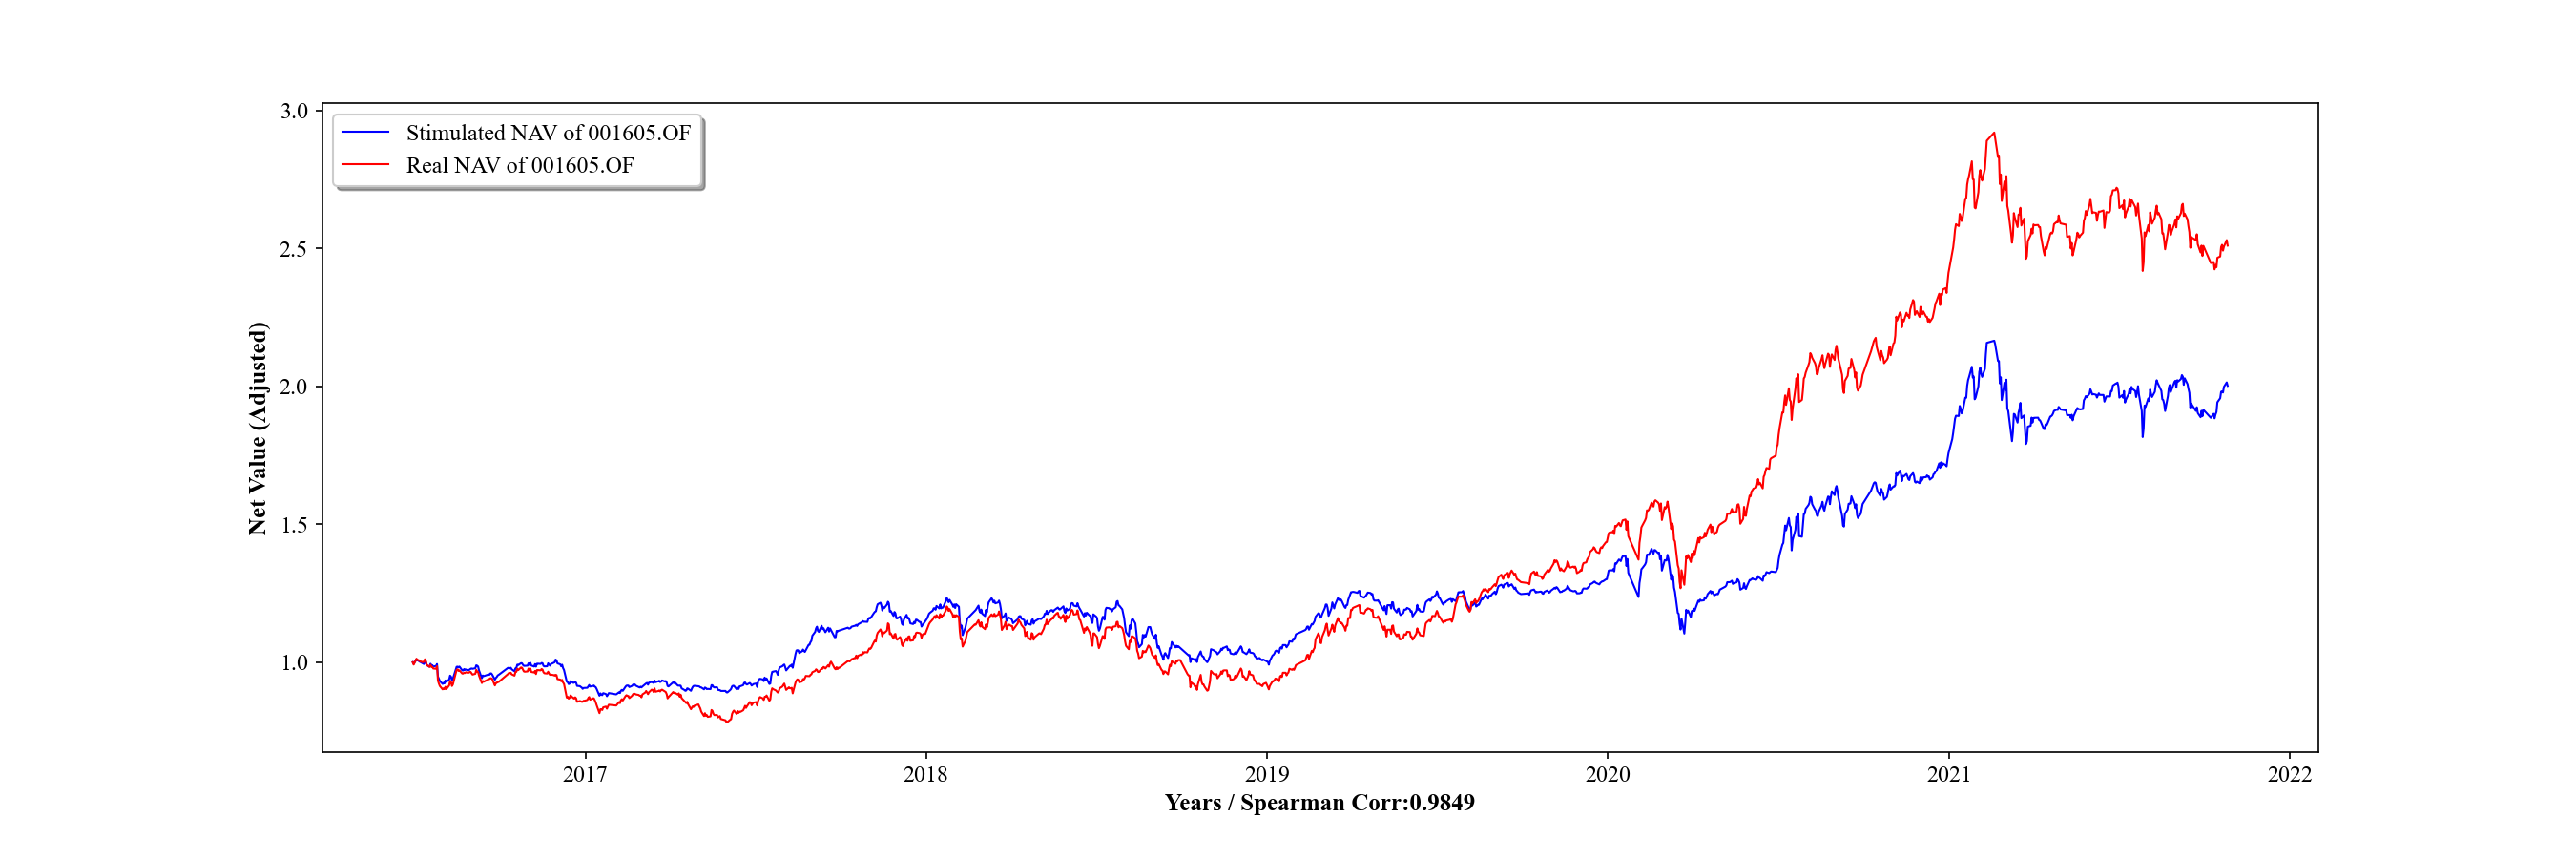 Stimulated NAV of 001605.OF
Real NAV of 001605.OF
3.0
2.5
2.0
1.5
1.0
Net Value (Adjusted)
2017 2018 2019 2020 2021 2022
Years / Spearman Corr:0.9849